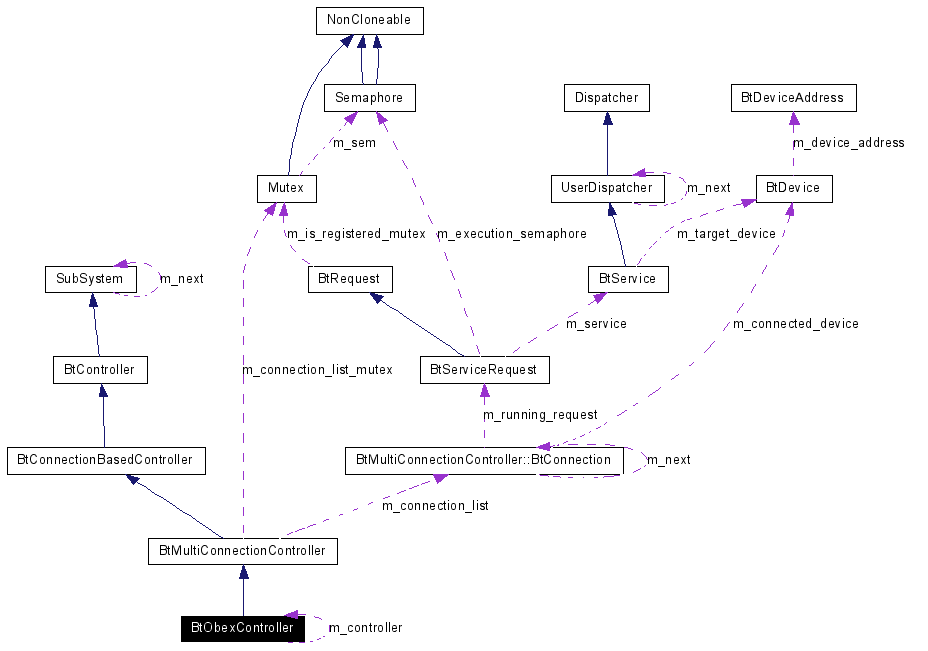 NonCloneable
Semaphore
Dispatcher
BtDeviceAddress
m_sem
m_device_address
Mutex
UserDispatcher
m_next
BtDevice
m_is_registered_mutex
m_execution_semaphore
m_target_device
SubSystem
m_next
BtRequest
BtService
m_service
m_connected_device
BtController
m_connection_list_mutex
BtServiceRequest
m_running_request
BtConnectionBasedController
BtMultiConnectionController::BtConnection
m_next
m_connection_list
BtMultiConnectionController
BtObexController
m_controller